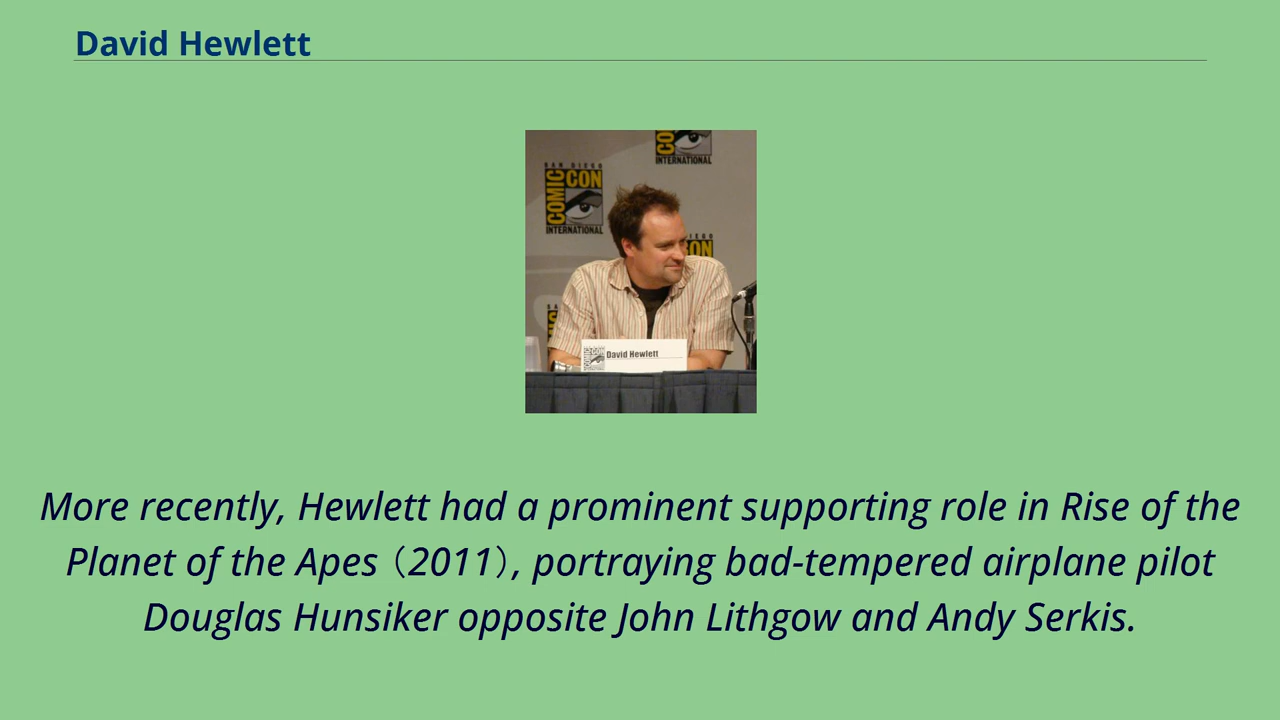 David Hewlett
CON
INTERNATIONAL
SAN DIEGO
COMIC CON
INTERNATIONAL
David Hewlett
More recently, Hewlett had a prominent supporting role in Rise of the
Planet of the Apes（2011）, portraying bad-tempered airplane pilot
Douglas Hunsiker opposite John Lithgow and Andy Serkis.